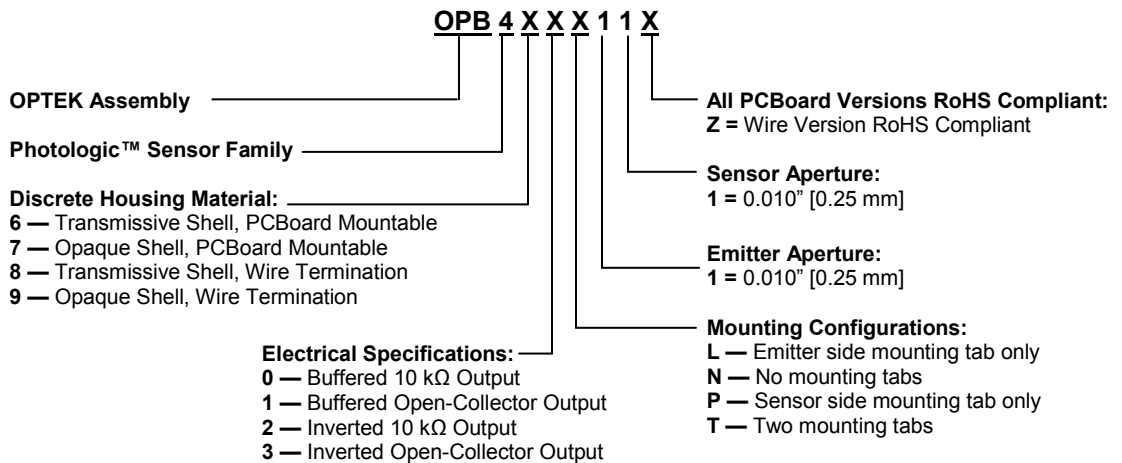 OPB 4 X X X 1 1 X
OPTEK Assembly
Photologic™ Sensor Family
Discrete Housing Material:
6 — Transmissive Shell, PCBoard Mountable
7 — Opaque Shell, PCBoard Mountable
8 — Transmissive Shell, Wire Termination
9 — Opaque Shell, Wire Termination
Electrical Specifications:
0 — Buffered 10 kΩ Output
1 — Buffered Open-Collector Output
2 — Inverted 10 kΩ Output
3 — Inverted Open-Collector Output
All PCBoard Versions RoHS Compliant:
Z = Wire Version RoHS Compliant
Sensor Aperture:
1 = 0.010” [0.25 mm]
Emitter Aperture:
1 = 0.010” [0.25 mm]
Mounting Configurations:
L — Emitter side mounting tab only
N — No mounting tabs
P — Sensor side mounting tab only
T — Two mounting tabs